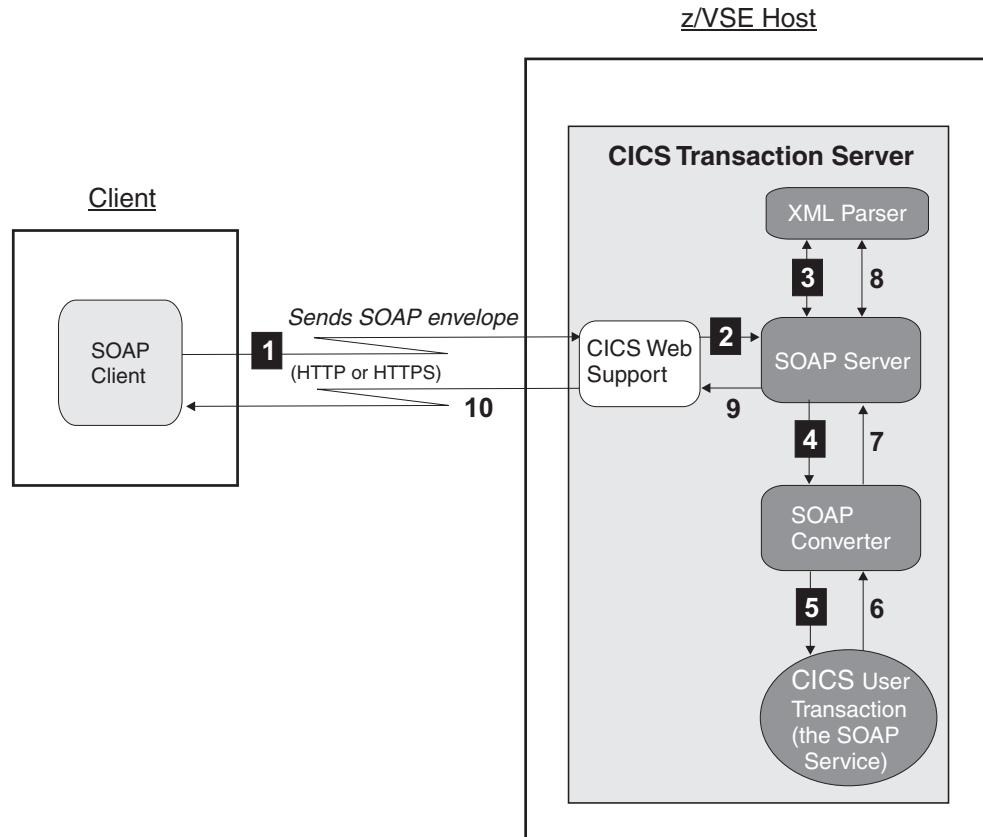 z/VSE Host
CICS Transaction Server
Client
XML Parser
3
8
Sends SOAP envelope
1
2
SOAP
Client
(HTTP or HTTPS)
CICS Web
Support
SOAP Server
10
9
4
7
SOAP
Converter
5
6
CICS User
Transaction
(the SOAP
Service)